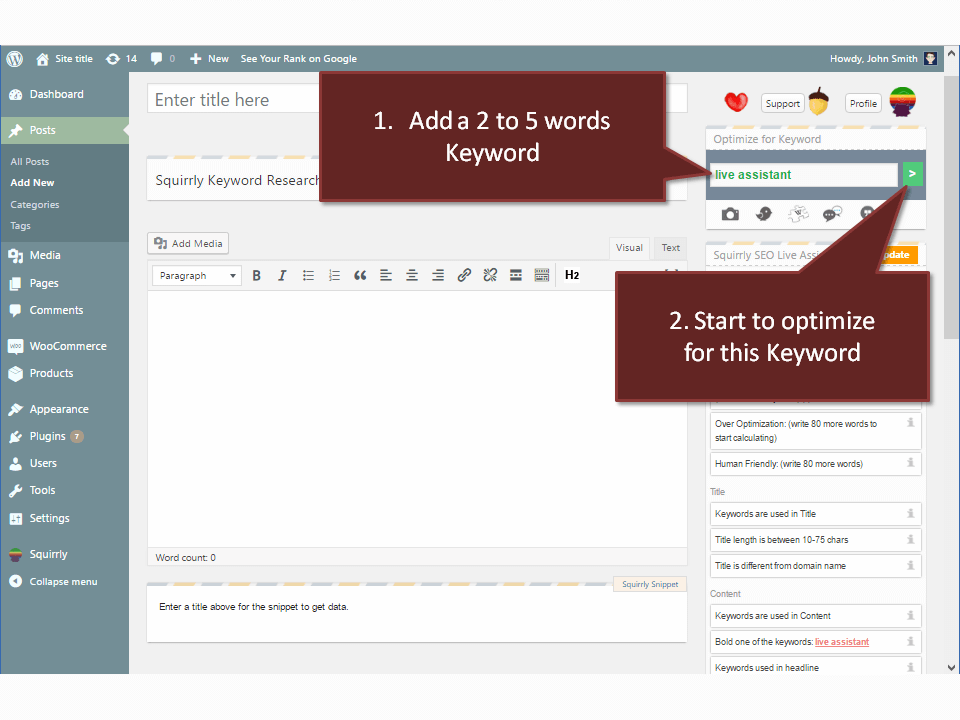 Site title
14
0
New
See Your Rank on Google
Howdy, John Smith
Dashboard
Posts
All Posts
Add New
Categories
Tags
Media
Pages
Comments
woo
WooCommerce
Products
Appearance
Plugins 7
Users
Tools
Settings
Squirrly
Collapse menu
Enter title here
1. Add a 2 to 5 words
Keyword
Squirrly Keyword Research
Add Media
Visual
Text
Paragraph
B
I
H2
Word count: 0
Squirrly Snippet
Enter a title above for the snippet to get data.
Support
Profile
Optimize for Keyword
live assistant
>
Squirrly SEO Live
2. Start to optimize
for this Keyword
Over Optimization: (write 80 more words to
start calculating)
Human Friendly: (write 80 more words)
Title
Keywords are used in Title
Title length is between 10-75 chars
Title is different from domain name
Content
Keywords are used in Content
Bold one of the keywords: live assistant
Keywords used in headline